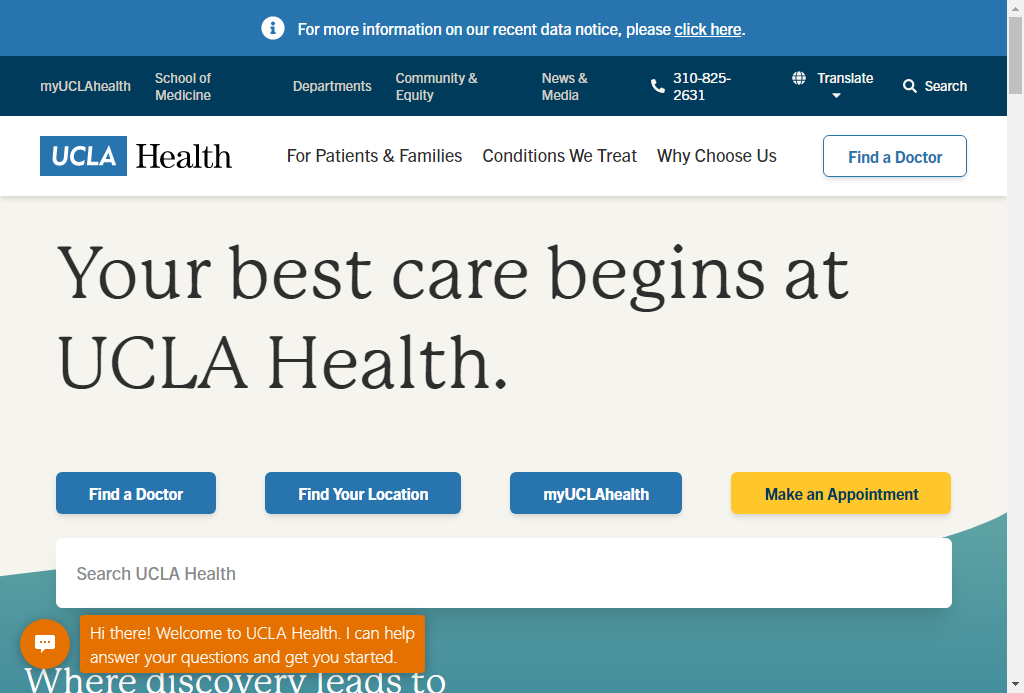 For more information on our recent data notice, please click here.
myUCLAhealth
School of
Medicine
Departments
Community &
Equity
News &
Media
310-825-
2631
Translate
Search
UCLA Health
For Patients & Families
Conditions We Treat
Why Choose Us
Find a Doctor
Your best care begins at
UCLA Health.
Find a Doctor
Find Your Location
myUCLAhealth
Make an Appointment
Search UCLA Health
Hi there! Welcome to UCLA Health. I can help
answer your questions and get you started.
Where discovery leads to